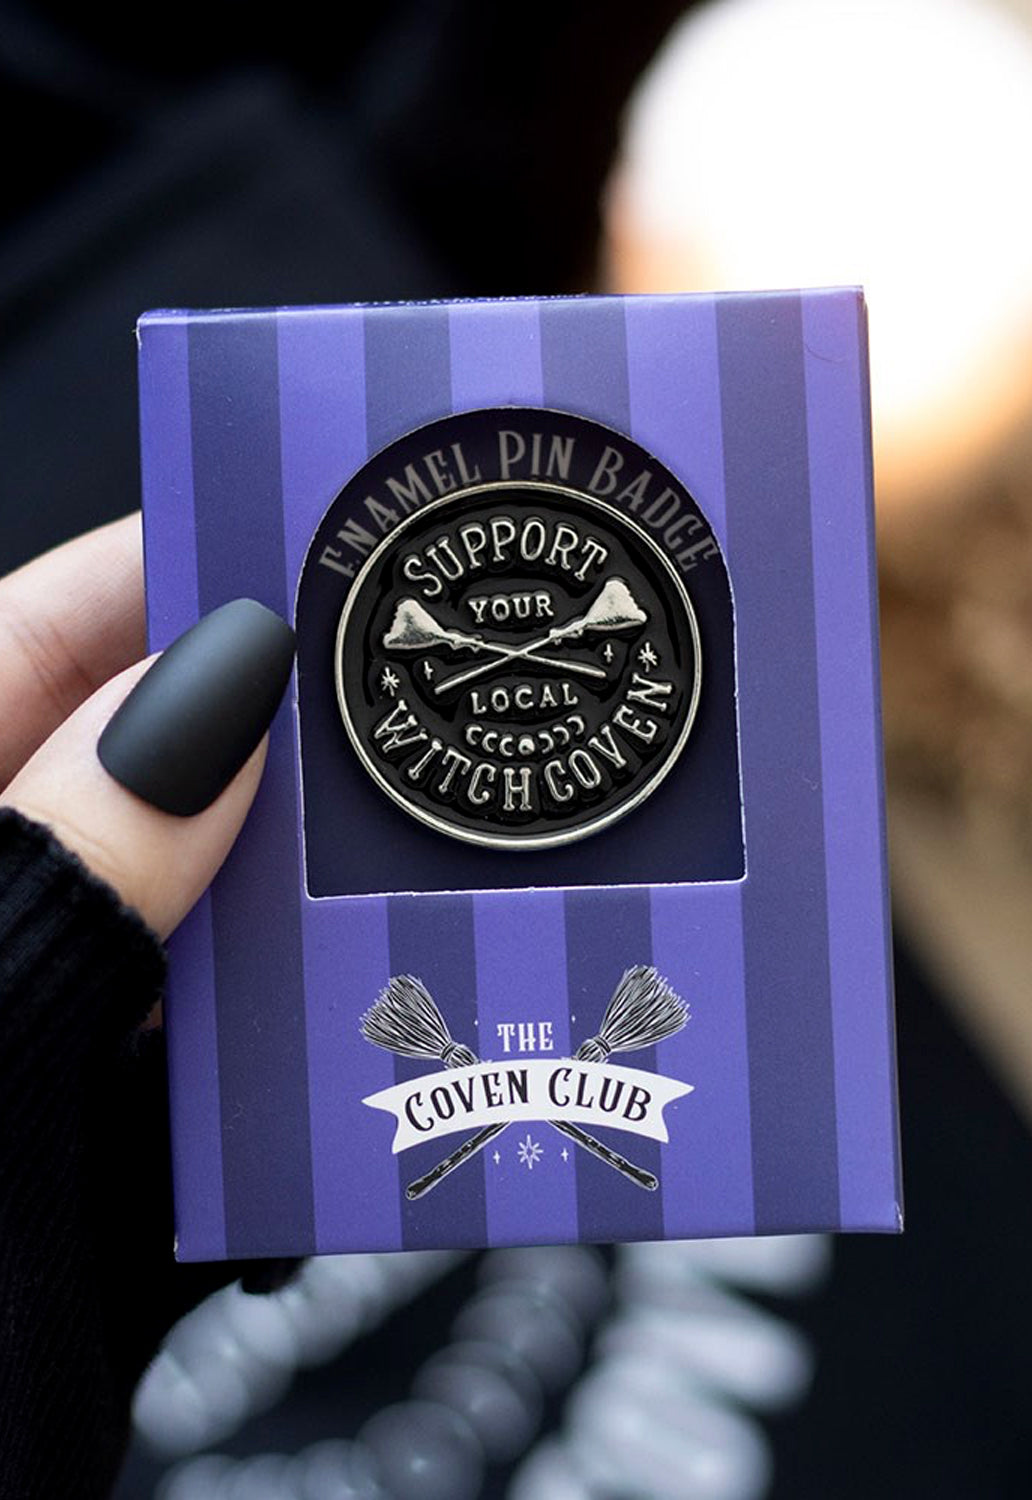 ENAMEL PIN BADGE
SUPPORT
YOUR
LOCAL
WITCH COVEN
THE
COVEN CLUB